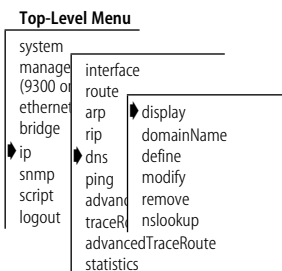 Top-Level Menu
system
manage
(9300 or
ethernet
bridge
ip
snmp
script
logout
interface
route
arp
rip
dns
ping
advanc
traceRo
advancedTraceRoute
statistics
display
domainName
define
modify
remove
nslookup